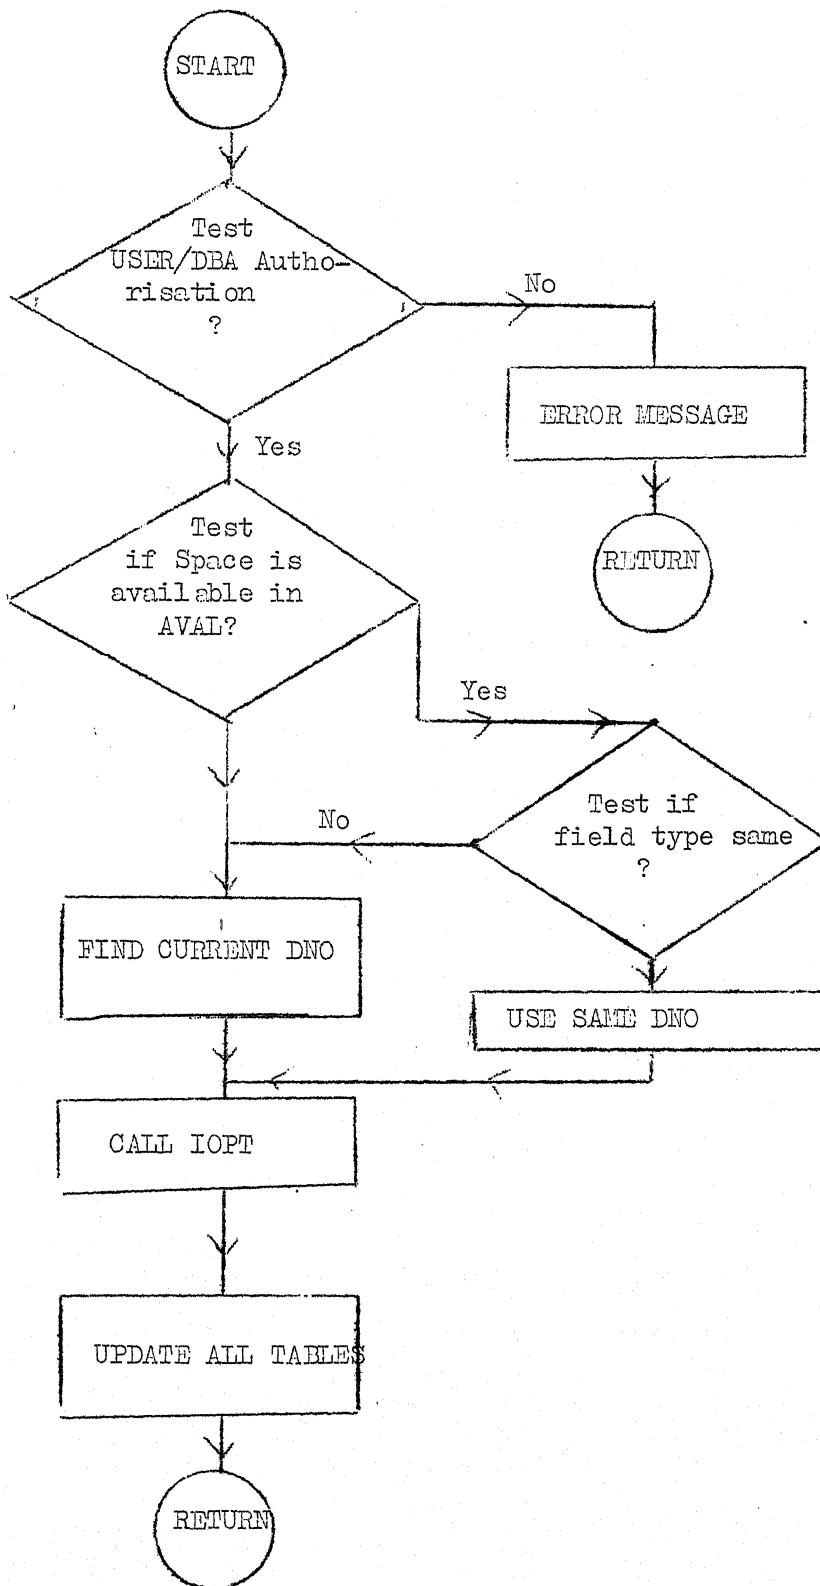 START
Test
USER/DBA Autho-
risation
?
No
ERROR MESSAGE
RETURN
Yes
Test
if Space is
available in
AVAL?
Yes
Test if
field type same
?
No
FIND CURRENT DNO
USE SAME DNO
CALL IOPT
UPDATE ALL TABLES
RETURN